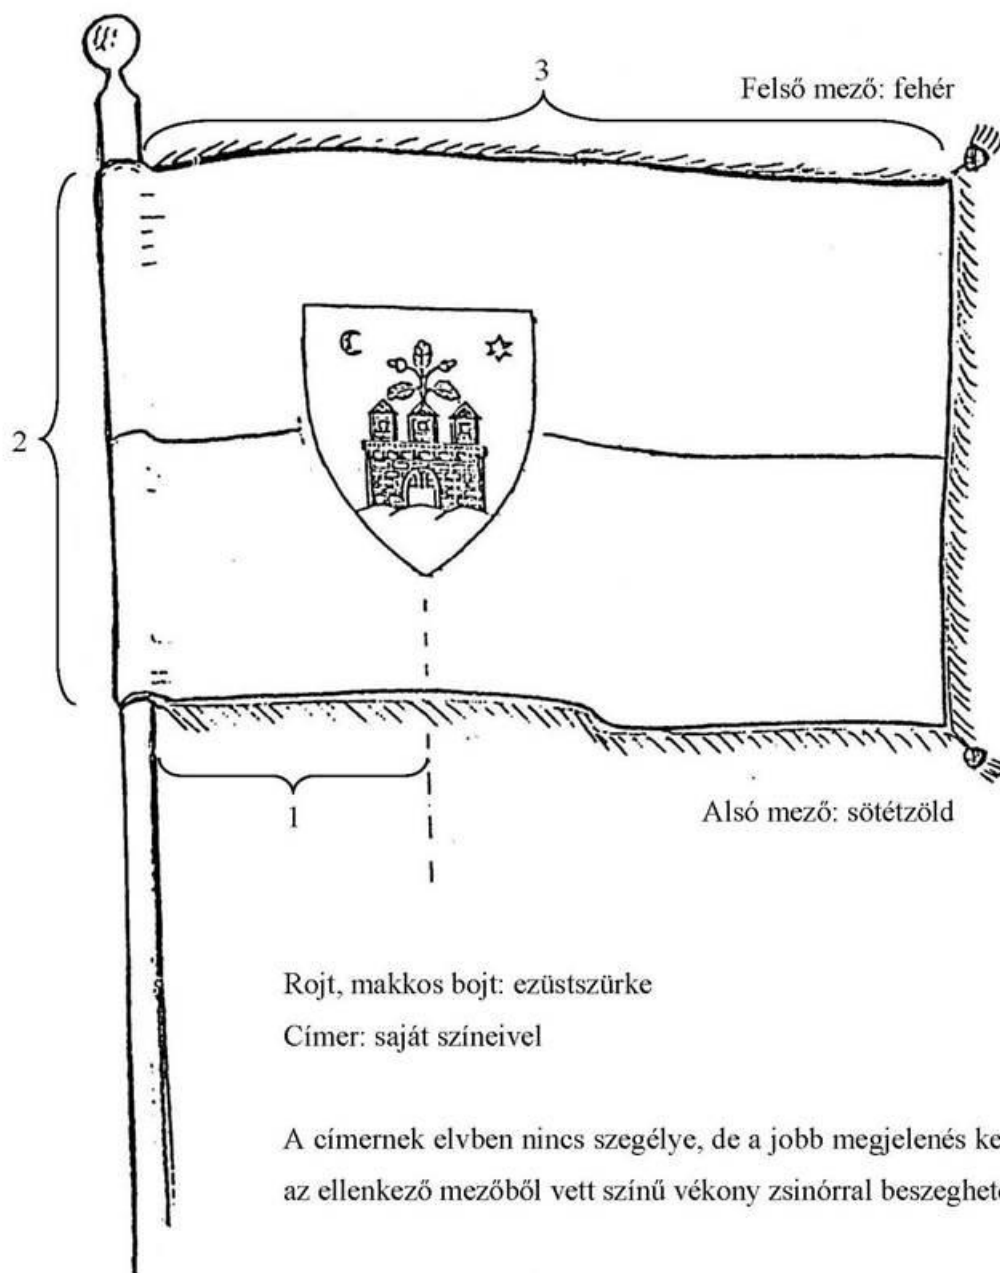 3
Felső mező: fehér
2
1
Alsó mező: sötétzöld
Rojt, makkos bojt: ezüstszürke
Címer: saját színeivel
A címernek elvben nincs szegélye, de a jobb megjelenés ke
az ellenkező mezőből vett színű vékony zsinórral beszeghet